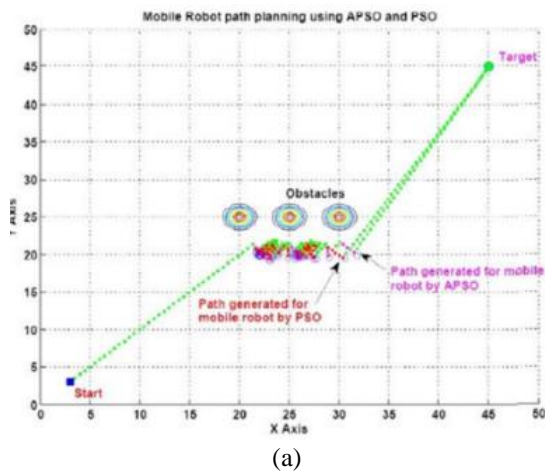 Mobile Robot path planning using APSO and PSO
50
45
40
35
30
25
20
15
10
5
0
Y Axis
Target
Obstacles
Path generated for mobile
robot by APSO
Path generated for
mobile robot by PSO
Start
0 5 10 15 20 25 30 35 40 45 50
X Axis
(a)